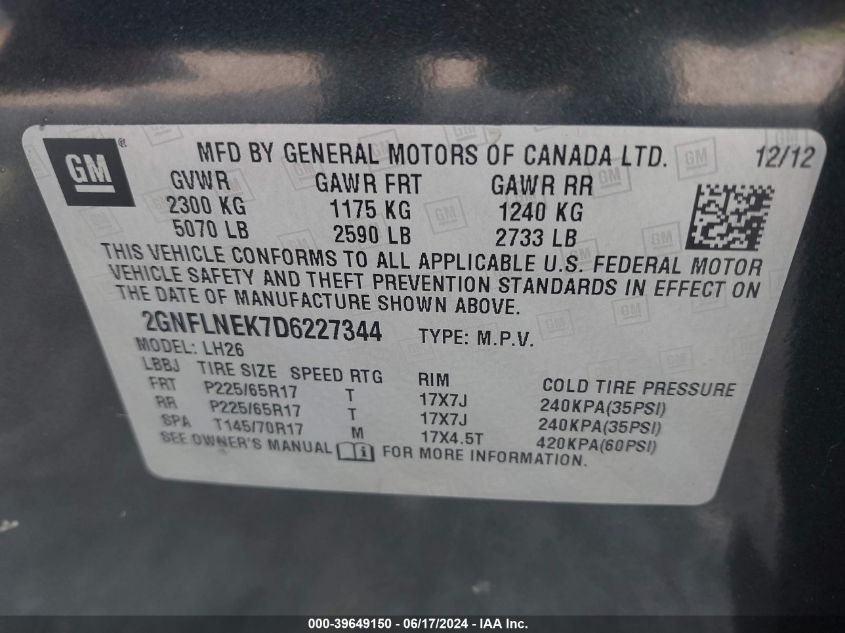 GM ® MFD BY GENERAL MOTORS OF CANADA LTD. 12/12
GVWR GAWR FRT GAWR RR
2300 KG 1175 KG 1240 KG
5070 LB 2590 LB 2733 LB
THIS VEHICLE CONFORMS TO ALL APPLICABLE U.S. FEDERAL MOTOR
VEHICLE SAFETY AND THEFT PREVENTION STANDARDS IN EFFECT ON
THE DATE OF MANUFACTURE SHOWN ABOVE.
2GNFLNEK7D6227344 TYPE: M.P.V.
MODEL: LH26
LBBJ TIRE SIZE SPEED RTG RIM COLD TIRE PRESSURE
FRT P225/65R17 T 17X7J 240KPA(35PSI)
RR P225/65R17 T 17X7J 240KPA(35PSI)
SPA T145/70R17 M 17X4.5T 420KPA(60PSI)
SEE OWNER'S MANUAL FOR MORE INFORMATION.
000-39649150 - 06/17/2024 - IAA Inc.